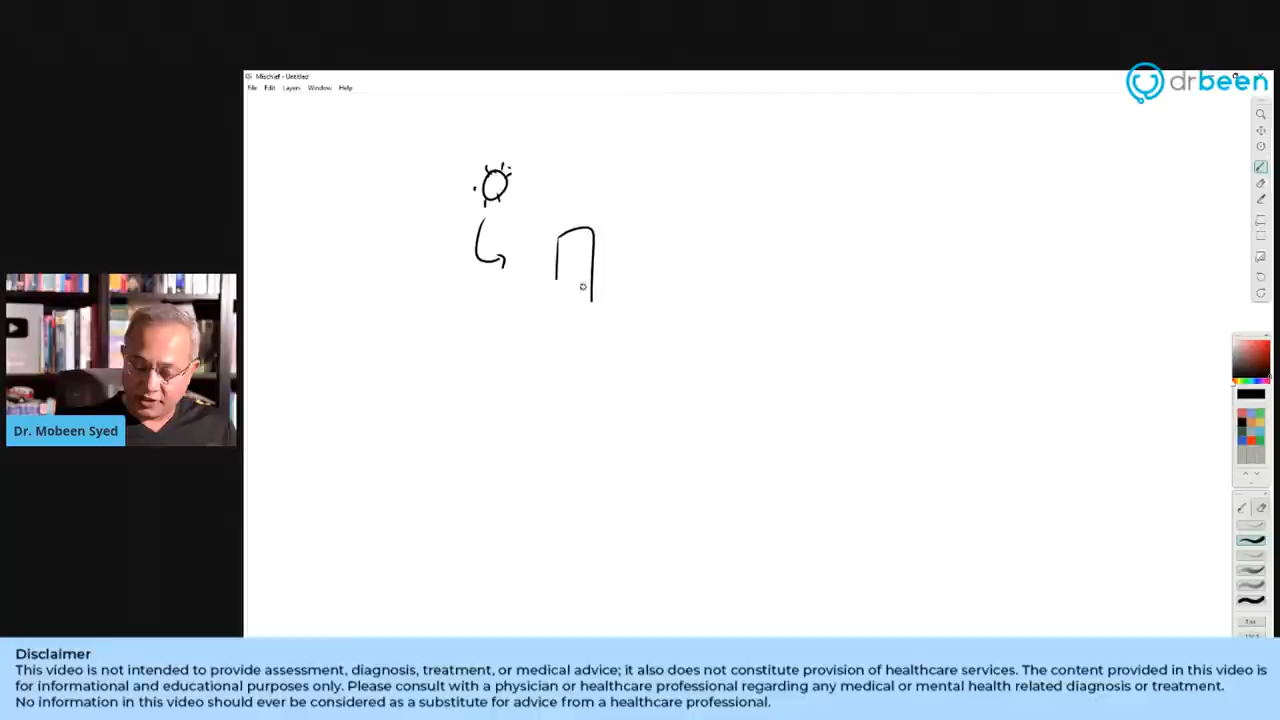 Mischief - Untitled
File Edit Layers Window Help
drbeen
Dr. Mobeen Syed
Disclaimer
This video is not intended to provide assessment, diagnosis, treatment, or medical advice; it also does not constitute provision of healthcare services. The content provided in this video is
for informational and educational purposes only. Please consult with a physician or healthcare professional regarding any medical or mental health related diagnosis or treatment.
No information in this video should ever be considered as a substitute for advice from a healthcare professional.